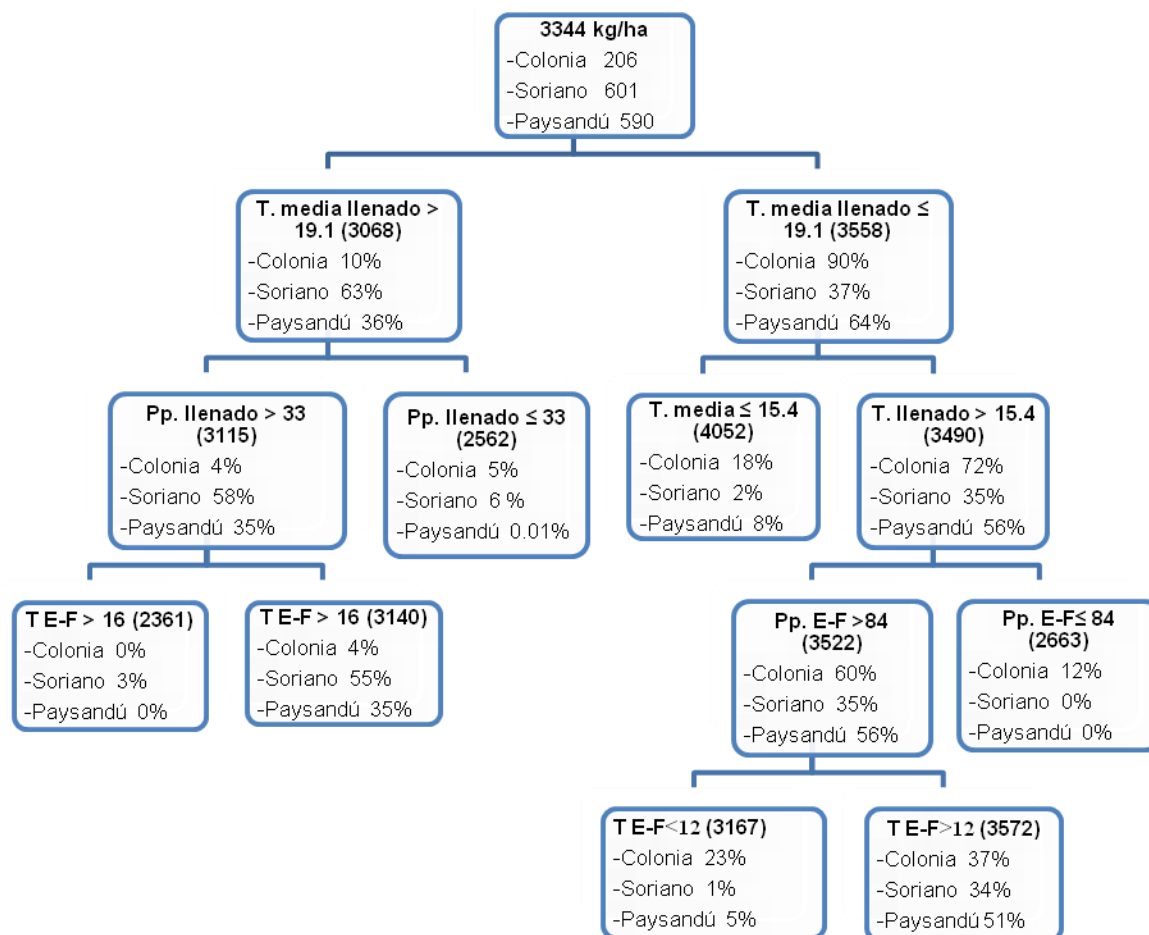 3344 kg/ha
-Colonia 206
-Soriano 601
-Paysandú 590
T. media llenado >
19.1 (3068)
-Colonia 10%
-Soriano 63%
-Paysandú 36%
T. media llenado ≤
19.1 (3558)
-Colonia 90%
-Soriano 37%
-Paysandú 64%
Pp. llenado > 33
(3115)
-Colonia 4%
-Soriano 58%
-Paysandú 35%
Pp. llenado ≤ 33
(2562)
-Colonia 5%
-Soriano 6 %
-Paysandú 0.01%
T. media ≤ 15.4
(4052)
-Colonia 18%
-Soriano 2%
-Paysandú 8%
T. llenado > 15.4
(3490)
-Colonia 72%
-Soriano 35%
-Paysandú 56%
T E-F > 16 (2361)
-Colonia 0%
-Soriano 3%
-Paysandú 0%
T E-F > 16 (3140)
-Colonia 4%
-Soriano 55%
-Paysandú 35%
Pp. E-F >84
(3522)
-Colonia 60%
-Soriano 35%
-Paysandú 56%
Pp. E-F≤ 84
(2663)
-Colonia 12%
-Soriano 0%
-Paysandú 0%
T E-F<12 (3167)
-Colonia 23%
-Soriano 1%
-Paysandú 5%
T E-F>12 (3572)
-Colonia 37%
-Soriano 34%
-Paysandú 51%